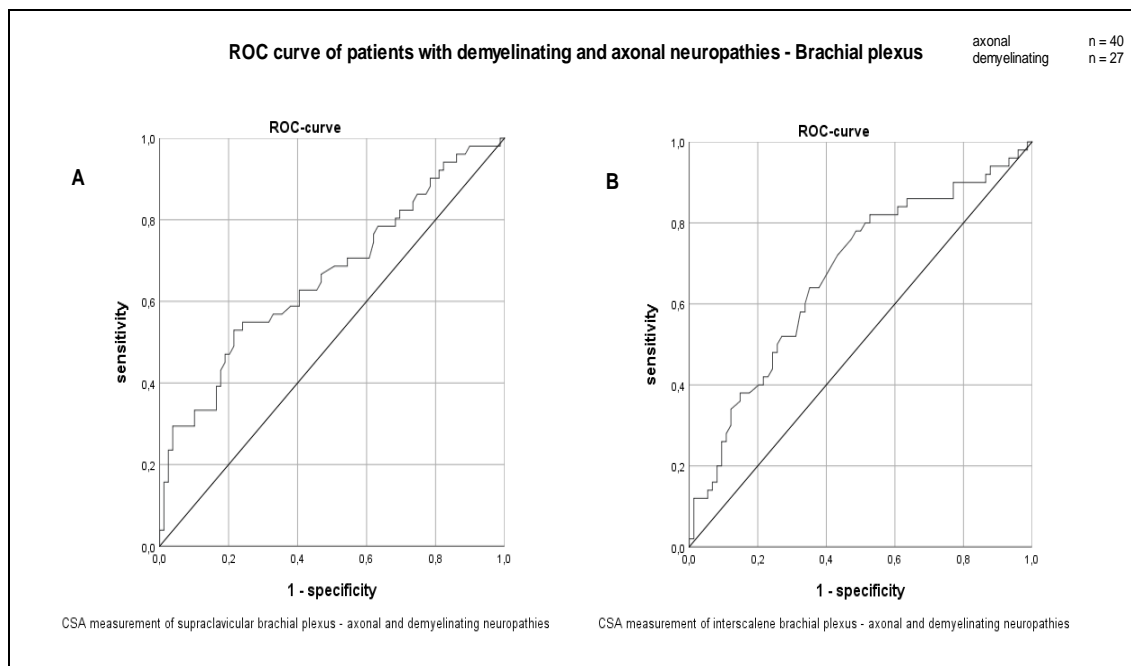 ROC curve of patients with demyelinating and axonal neuropathies - Brachial plexus
axonal n = 40
demyelinating n = 27
A
ROC-curve
sensitivity
1,0
0,8
0,6
0,4
0,2
0,0
0,0 0,2 0,4 0,6 0,8 1,0
1 - specificity
CSA measurement of supraclavicular brachial plexus - axonal and demyelinating neuropathies
B
ROC-curve
sensitivity
1,0
0,8
0,6
0,4
0,2
0,0
0,0 0,2 0,4 0,6 0,8 1,0
1 - specificity
CSA measurement of interscalene brachial plexus - axonal and demyelinating neuropathies